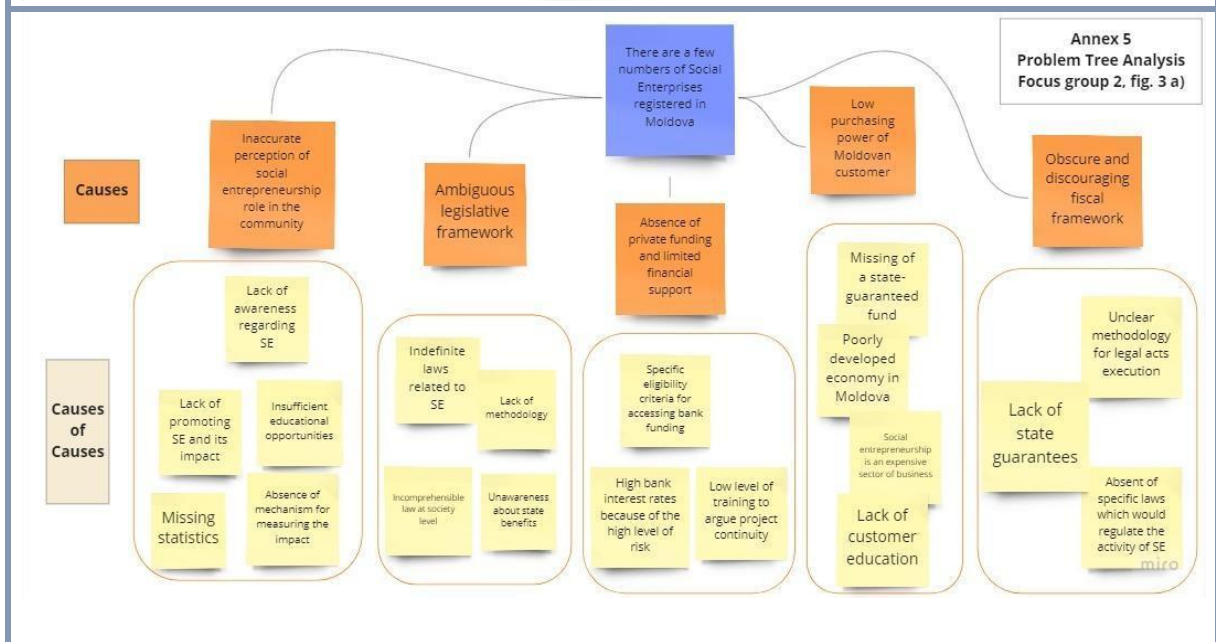 Annex 5
Problem Tree Analysis
Focus group 2, fig. 3 a)
There are a few
numbers of Social
Enterprises
registered in
Moldova
Causes
Inaccurate
perception of
social
entrepreneurship
role in the
community
Ambiguous
legislative
framework
Absence of
private funding
and limited
financial
support
Low
purchasing
power of
Moldovan
customer
Obscure and
discouraging
fiscal
framework
Causes
of
Causes
Lack of
awareness
regarding
SE
Lack of
promoting
SE and its
impact
Insufficient
educational
opportunities
Missing
statistics
Absence of
mechanism for
measuring the
impact
Indefinite
laws
related to
SE
Lack of
methodology
Incomprehensible
law at society
level
Unawareness
about state
benefits
Specific
eligibility
criteria for
accessing bank
funding
High bank
interest rates
because of the
high level of
risk
Low level of
training to
argue project
continuity
Missing of
a state-
guaranteed
fund
Poorly
developed
economy in
Moldova
Social
entrepreneurship
is an expensive
sector of business
Lack of
customer
education
Unclear
methodology
for legal acts
execution
Lack of
state
guarantees
Absent of
specific laws
which would
regulate the
activity of SE
miro